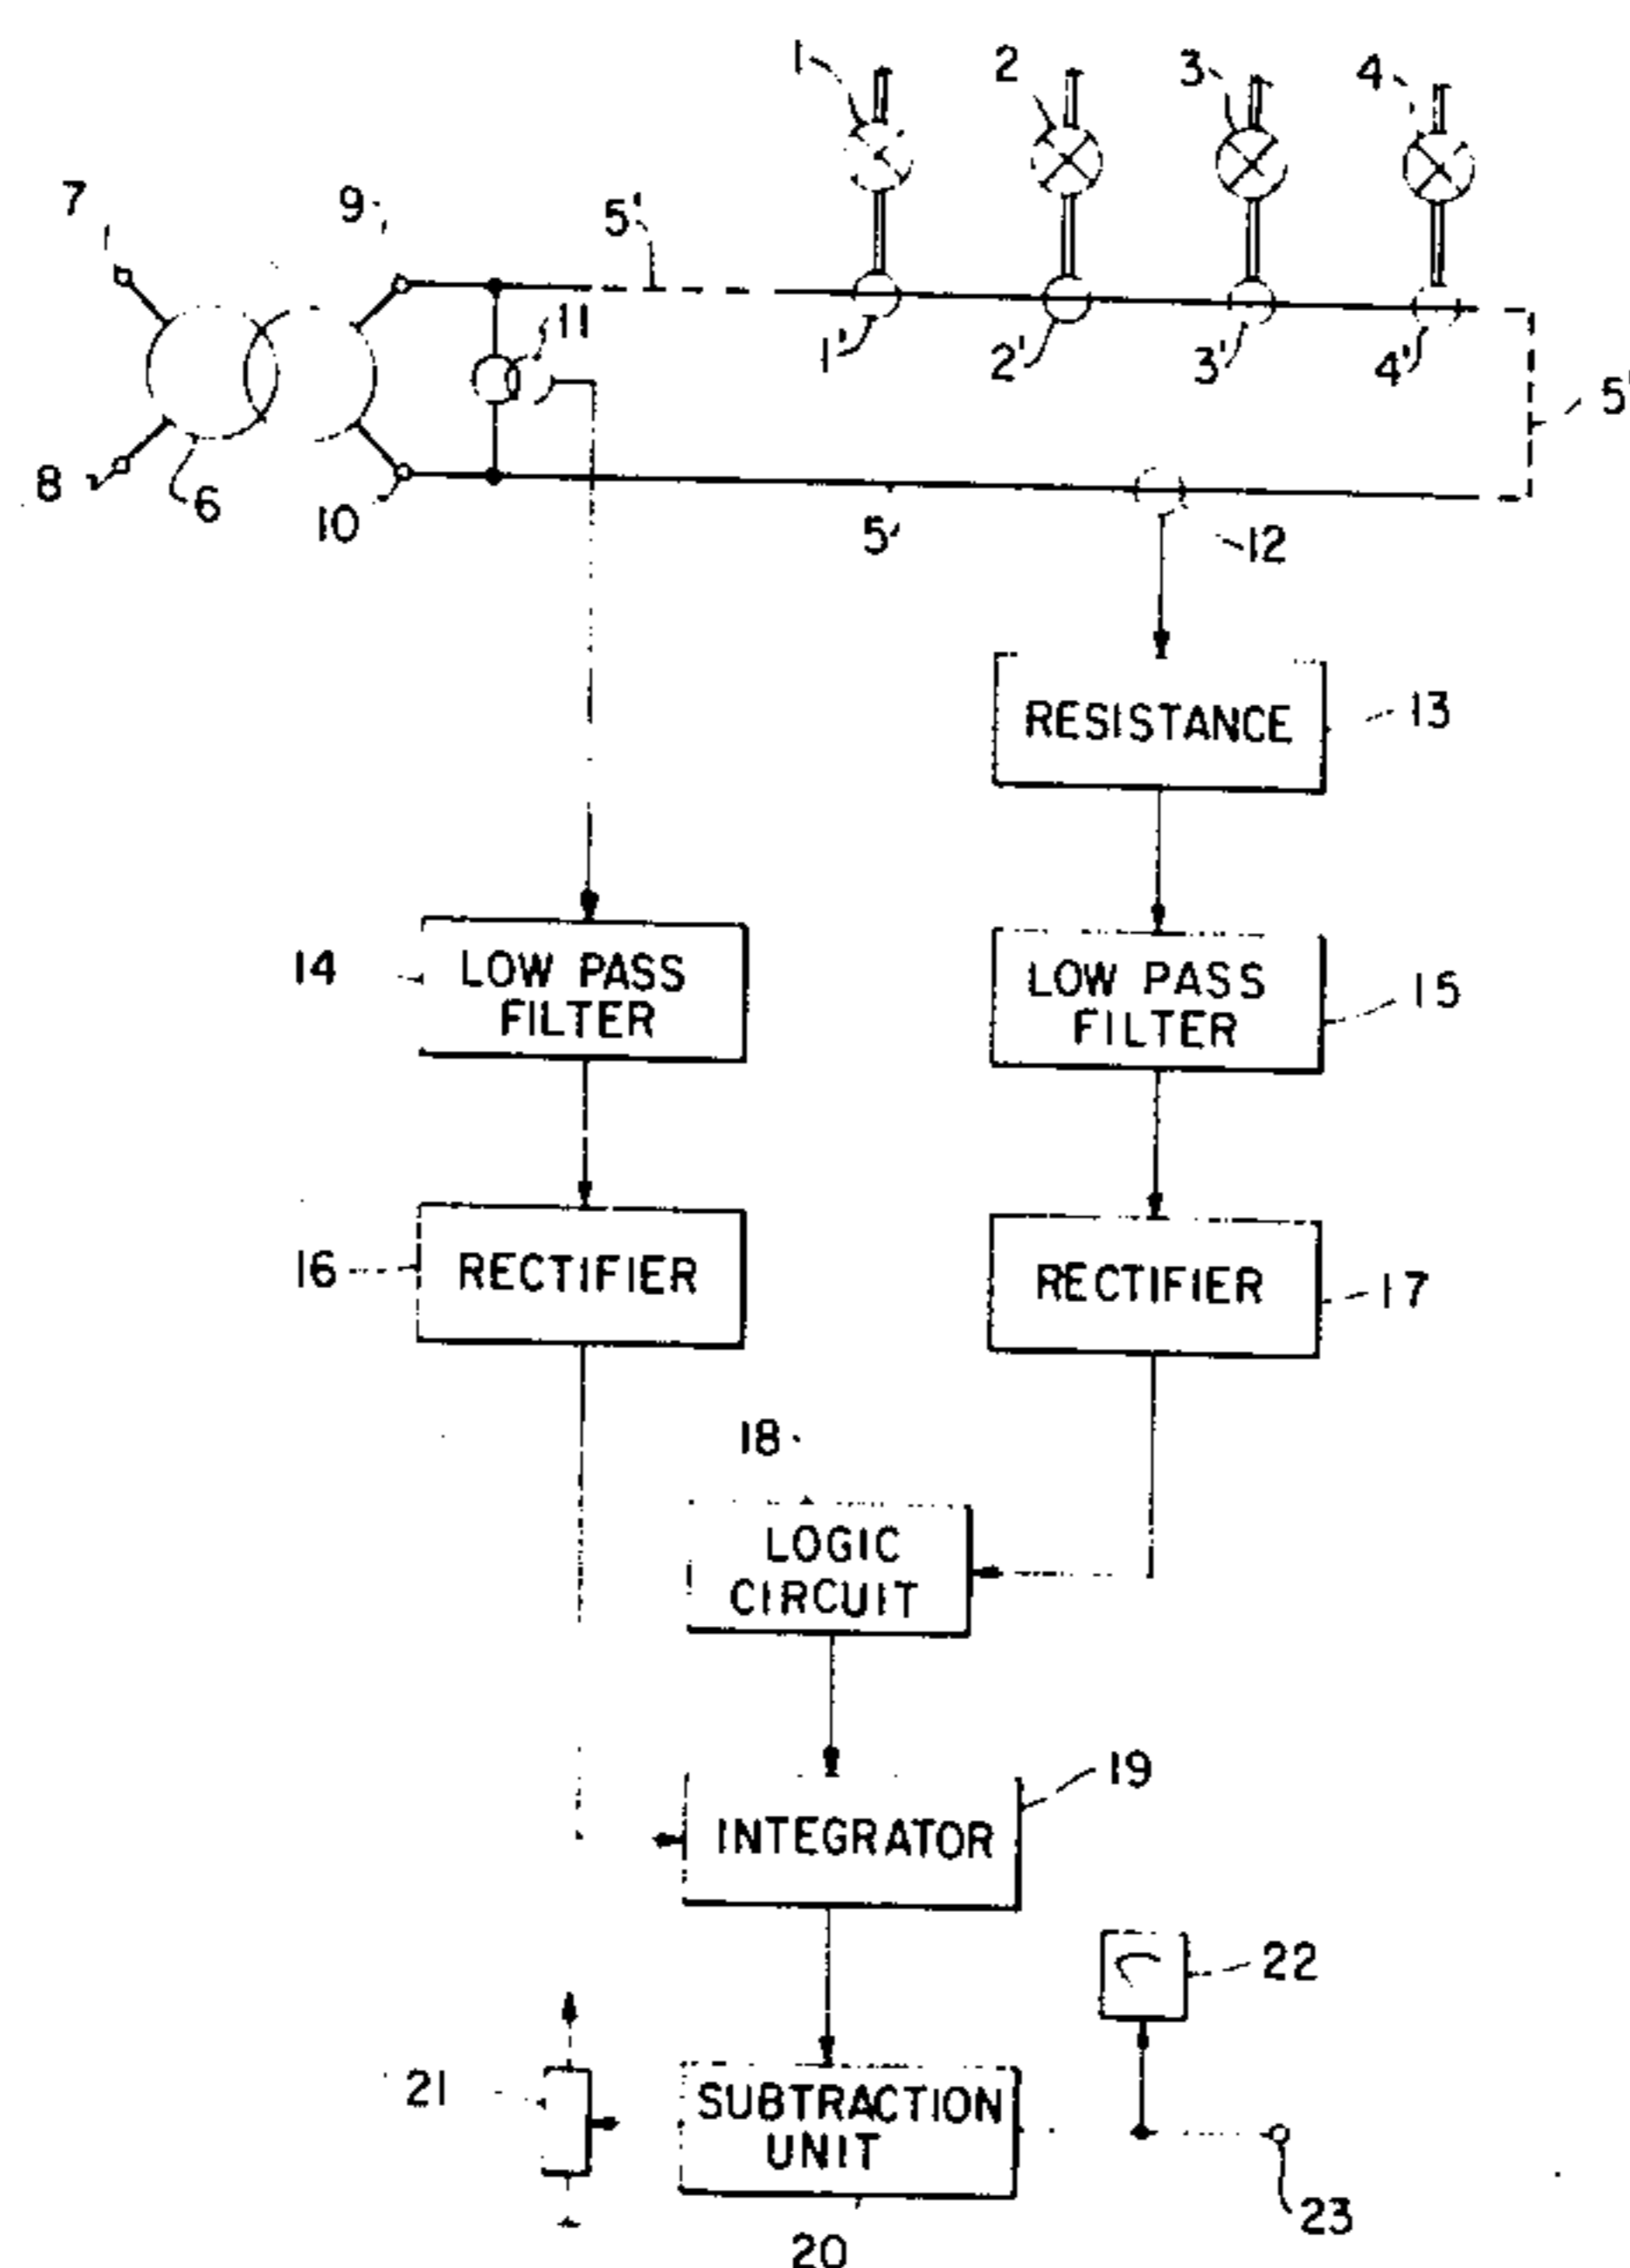 1
2
3
4
7
9
5'
11
1'
2'
3'
4'
5'
8
6
10
5'
12
RESISTANCE
13
14
LOW PASS
FILTER
LOW PASS
FILTER
15
16
RECTIFIER
RECTIFIER
17
18
LOGIC
CIRCUIT
19
INTEGRATOR
22
21
SUBTRACTION
UNIT
23
20